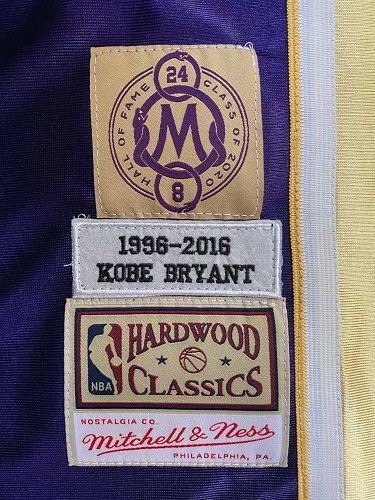 24
HALL OF FAME CLASS OF 2020
M
8
1996-2016
KOBE BRYANT
NBA
HARDWOOD
CLASSICS
NOSTALGIA CO.
Mitchell & Ness
PHILADELPHIA, PA.